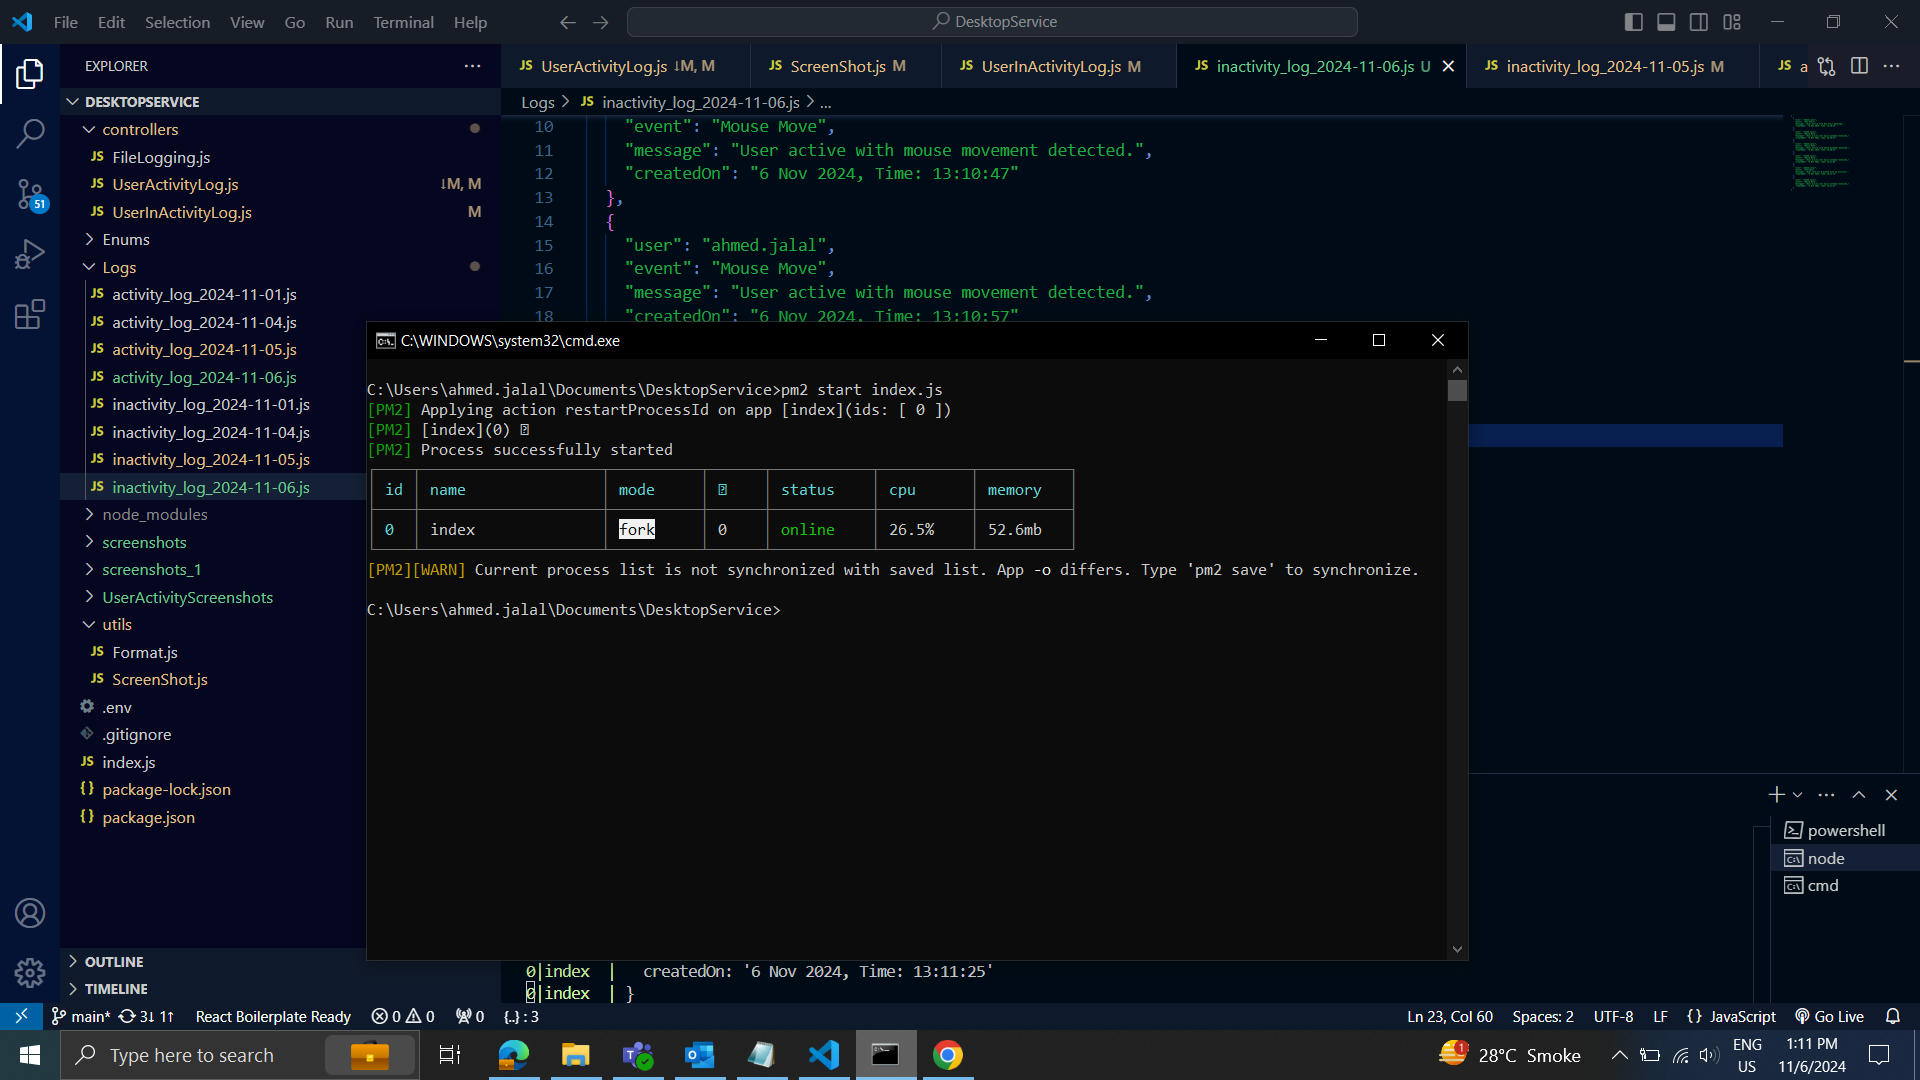 File Edit Selection View Go Run Terminal Help
DesktopService
EXPLORER
DESKTOPSERVICE
controllers
JS FileLogging.js
JS UserActivityLog.js ↓M, M
JS UserInActivityLog.js M
Enums
Logs
JS activity_log_2024-11-01.js
JS activity_log_2024-11-04.js
JS activity_log_2024-11-05.js
JS activity_log_2024-11-06.js
JS inactivity_log_2024-11-01.js
JS inactivity_log_2024-11-04.js
JS inactivity_log_2024-11-05.js
JS inactivity_log_2024-11-06.js
node_modules
screenshots
screenshots_1
UserActivityScreenshots
utils
JS Format.js
JS ScreenShot.js
.env
.gitignore
JS index.js
{} package-lock.json
{} package.json
OUTLINE
TIMELINE
51
JS UserActivityLog.js ↓M, M
JS ScreenShot.js M
JS UserInActivityLog.js M
JS inactivity_log_2024-11-06.js U
JS inactivity_log_2024-11-05.js M
JS a
Logs > JS inactivity_log_2024-11-06.js > ...
10 "event": "Mouse Move",
11 "message": "User active with mouse movement detected.",
12 "createdOn": "6 Nov 2024, Time: 13:10:47"
13 },
14 {
15 "user": "ahmed.jalal",
16 "event": "Mouse Move",
17 "message": "User active with mouse movement detected.",
18 "createdOn": "6 Nov 2024, Time: 13:10:57"
C:\WINDOWS\system32\cmd.exe
C:\Users\ahmed.jalal\Documents\DesktopService>pm2 start index.js
[PM2] Applying action restartProcessId on app [index](ids: [ 0 ])
[PM2] [index](0)
[PM2] Process successfully started
id name mode status cpu memory
0 index fork 0 online 26.5% 52.6mb
[PM2][WARN] Current process list is not synchronized with saved list. App -o differs. Type 'pm2 save' to synchronize.
C:\Users\ahmed.jalal\Documents\DesktopService>
powershell
node
cmd
0|index | createdOn: '6 Nov 2024, Time: 13:11:25'
0|index | }
main* 3↓ 1↑ React Boilerplate Ready 0 0 0 {..} : 3
Ln 23, Col 60 Spaces: 2 UTF-8 LF {} JavaScript Go Live
Type here to search
1 28°C Smoke
ENG
US
1:11 PM
11/6/2024